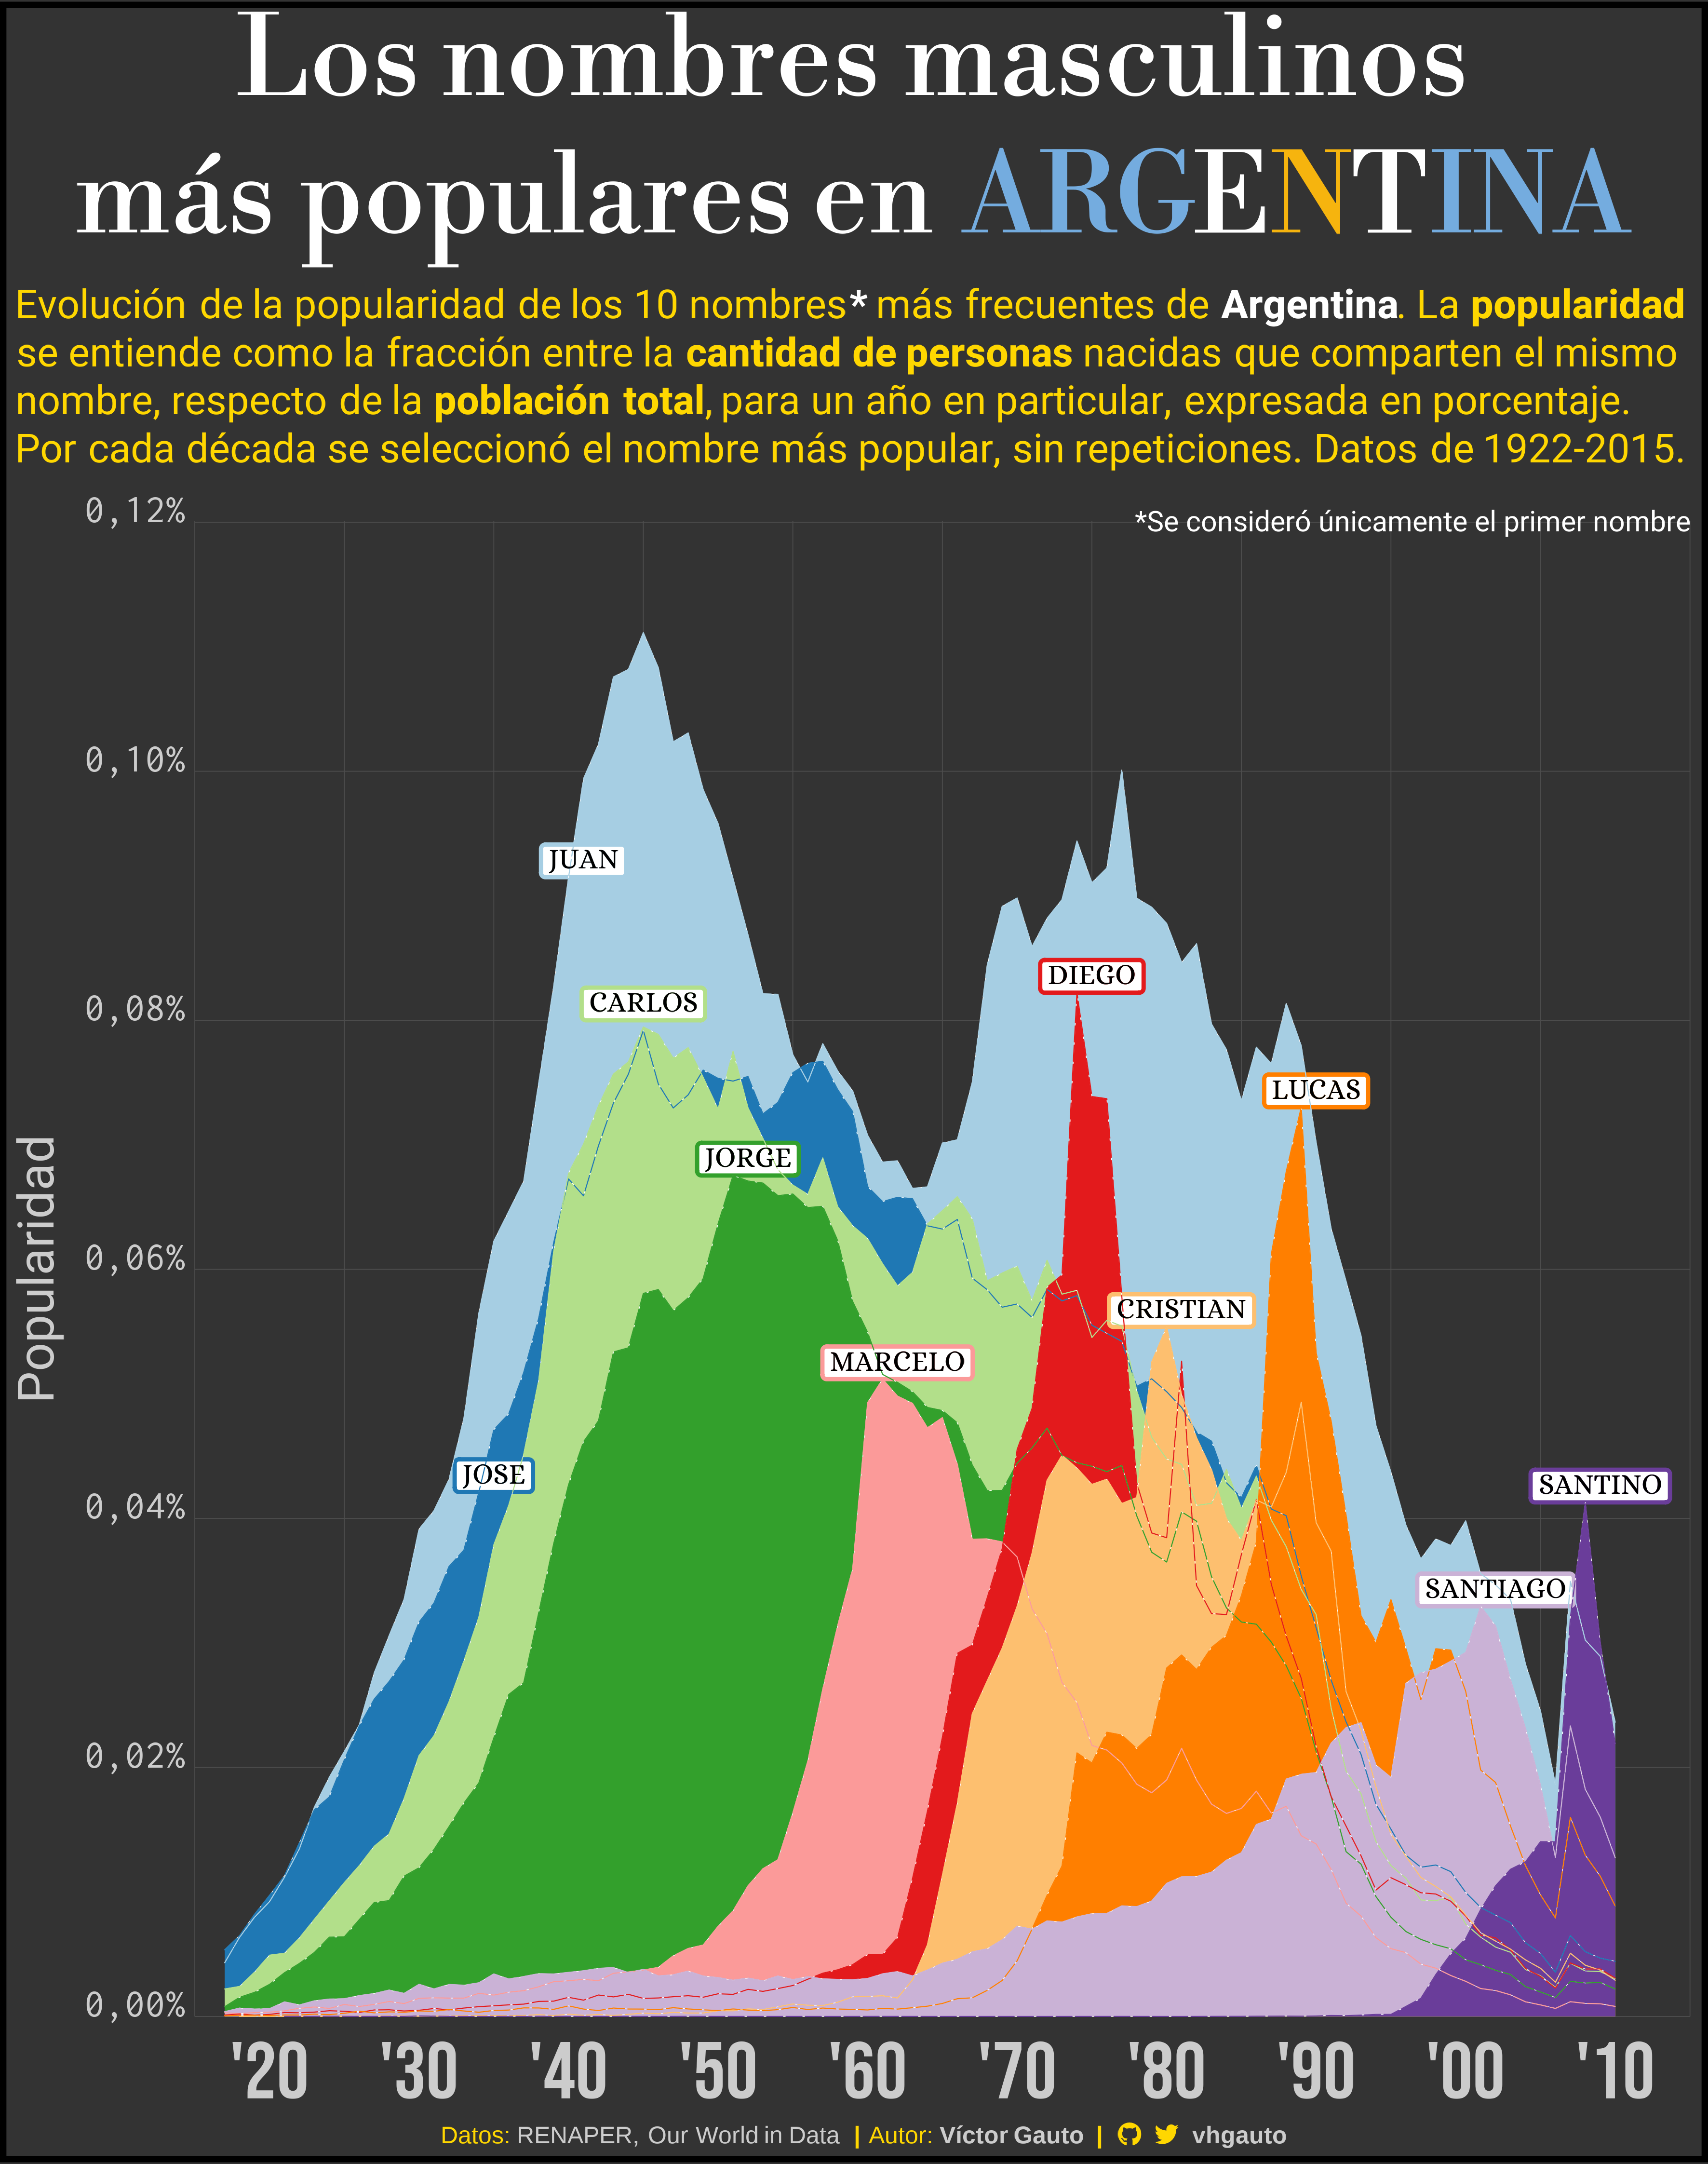 Los nombres masculinos
más populares en ARGENTINA
Evolución de la popularidad de los 10 nombres* más frecuentes de Argentina. La popularidad
se entiende como la fracción entre la cantidad de personas nacidas que comparten el mismo
nombre, respecto de la población total, para un año en particular, expresada en porcentaje.
Por cada década se seleccionó el nombre más popular, sin repeticiones. Datos de 1922-2015.
*Se consideró únicamente el primer nombre
0,12%
0,10%
0,08%
0,06%
0,04%
0,02%
0,00%
Popularidad
JUAN
DIEGO
CARLOS
LUCAS
JORGE
CRISTIAN
MARCELO
JOSE
SANTINO
SANTIAGO
'20 '30 '40 '50 '60 '70 '80 '90 '00 '10
Datos: RENAPER, Our World in Data | Autor: Víctor Gauto | vhgauto